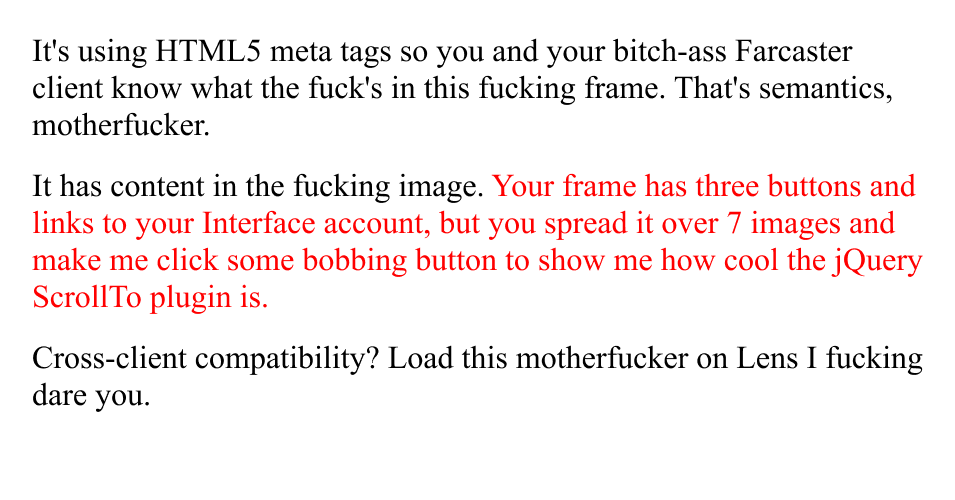 It's using HTML5 meta tags so you and your bitch-ass Farcaster
client know what the fuck's in this fucking frame. That's semantics,
motherfucker.
It has content in the fucking image. Your frame has three buttons and
links to your Interface account, but you spread it over 7 images and
make me click some bobbing button to show me how cool the jQuery
ScrollTo plugin is.
Cross-client compatibility? Load this motherfucker on Lens I fucking
dare you.